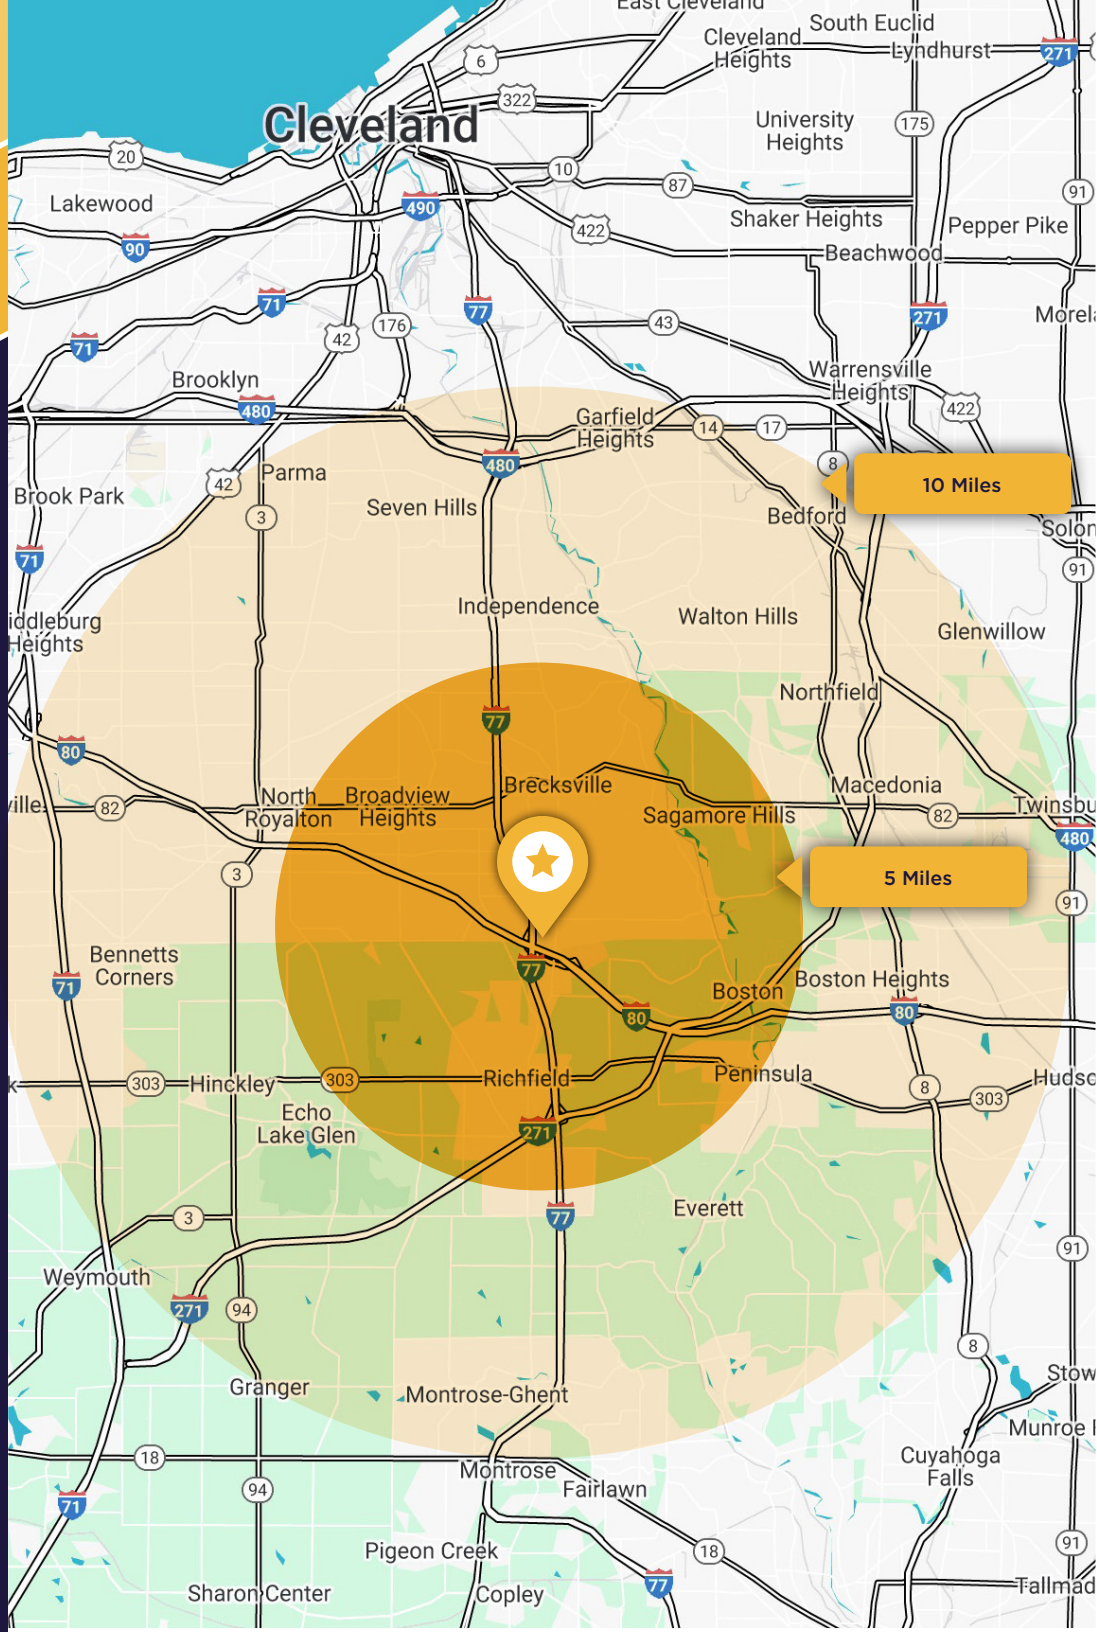 East Cleveland
South Euclid
Cleveland
Heights
Lyndhurst
271
6
322
Cleveland
University
Heights
175
20
10
87
91
Lakewood
490
Shaker Heights
Pepper Pike
422
90
Beachwood
71
77
271
176
43
42
71
Warrensville
Heights
Brooklyn
480
422
Garfield
Heights
14
17
480
8
Parma
42
10 Miles
Brook Park
Seven Hills
3
Bedford
71
91
Independence
Walton Hills
iddleburg
Heights
Glenwillow
Northfield
77
80
Brecksville
Macedonia
North
Royalton
Broadview
Heights
ville
82
Sagamore Hills
82
Twinsbu
480
3
5 Miles
91
Bennetts
Corners
77
71
Boston
Boston Heights
80
80
303
Hinckley
303
Richfield
Peninsula
8
303
Hudso
Echo
Lake Glen
271
3
77
Everett
91
Weymouth
271
94
8
Granger
Montrose-Ghent
Stow
Munroe F
18
Cuyahoga
Falls
Montrose
Fairlawn
94
71
18
91
Pigeon Creek
77
Sharon Center
Copley
Tallmad